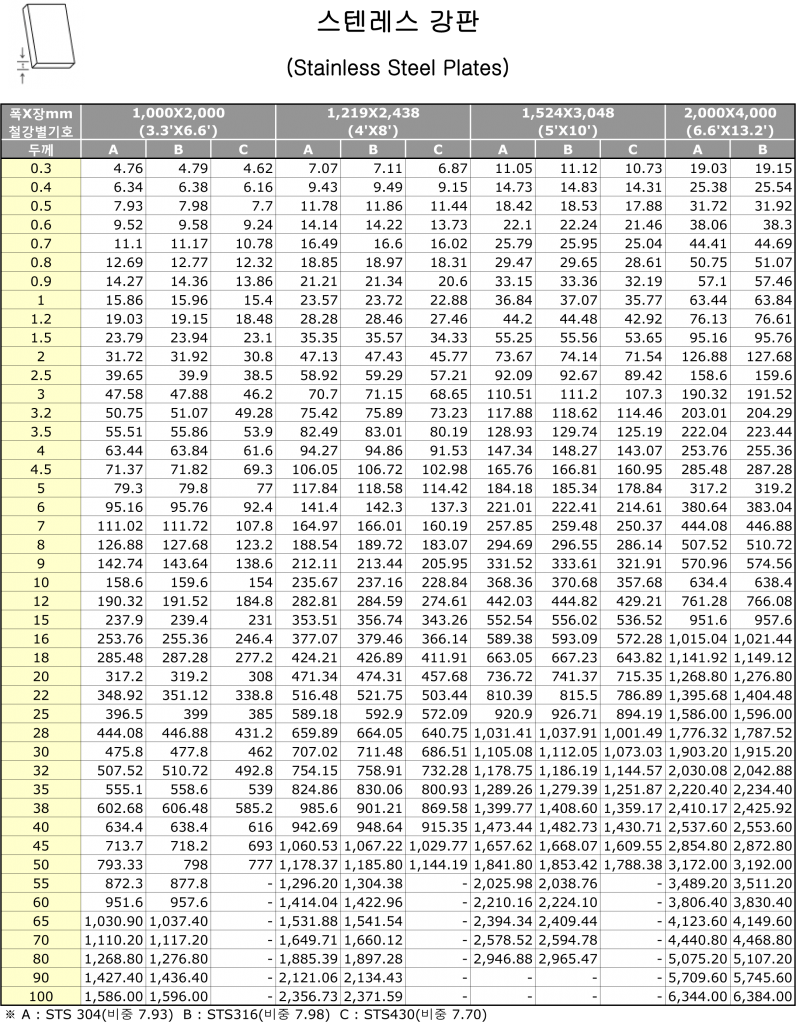 스텐레스 강판
(Stainless Steel Plates)
t
폭X장mm 1,000X2,000 1,219X2,438 1,524X3,048 2,000X4,000
철강별기호 (3.3'X6.6') (4'X8') (5'X10') (6.6'X13.2')
두께 A B C A B C A B C A B
0.3 4.76 4.79 4.62 7.07 7.11 6.87 11.05 11.12 10.73 19.03 19.15
0.4 6.34 6.38 6.16 9.43 9.49 9.15 14.73 14.83 14.31 25.38 25.54
0.5 7.93 7.98 7.7 11.78 11.86 11.44 18.42 18.53 17.88 31.72 31.92
0.6 9.52 9.58 9.24 14.14 14.22 13.73 22.1 22.24 21.46 38.06 38.3
0.7 11.1 11.17 10.78 16.49 16.6 16.02 25.79 25.95 25.04 44.41 44.69
0.8 12.69 12.77 12.32 18.85 18.97 18.31 29.47 29.65 28.61 50.75 51.07
0.9 14.27 14.36 13.86 21.21 21.34 20.6 33.15 33.36 32.19 57.1 57.46
1 15.86 15.96 15.4 23.57 23.72 22.88 36.84 37.07 35.77 63.44 63.84
1.2 19.03 19.15 18.48 28.28 28.46 27.46 44.2 44.48 42.92 76.13 76.61
1.5 23.79 23.94 23.1 35.35 35.57 34.33 55.25 55.56 53.65 95.16 95.76
2 31.72 31.92 30.8 47.13 47.43 45.77 73.67 74.14 71.54 126.88 127.68
2.5 39.65 39.9 38.5 58.92 59.29 57.21 92.09 92.67 89.42 158.6 159.6
3 47.58 47.88 46.2 70.7 71.15 68.65 110.51 111.2 107.3 190.32 191.52
3.2 50.75 51.07 49.28 75.42 75.89 73.23 117.88 118.62 114.46 203.01 204.29
3.5 55.51 55.86 53.9 82.49 83.01 80.19 128.93 129.74 125.19 222.04 223.44
4 63.44 63.84 61.6 94.27 94.86 91.53 147.34 148.27 143.07 253.76 255.36
4.5 71.37 71.82 69.3 106.05 106.72 102.98 165.76 166.81 160.95 285.48 287.28
5 79.3 79.8 77 117.84 118.58 114.42 184.18 185.34 178.84 317.2 319.2
6 95.16 95.76 92.4 141.4 142.3 137.3 221.01 222.41 214.61 380.64 383.04
7 111.02 111.72 107.8 164.97 166.01 160.19 257.85 259.48 250.37 444.08 446.88
8 126.88 127.68 123.2 188.54 189.72 183.07 294.69 296.55 286.14 507.52 510.72
9 142.74 143.64 138.6 212.11 213.44 205.95 331.52 333.61 321.91 570.96 574.56
10 158.6 159.6 154 235.67 237.16 228.84 368.36 370.68 357.68 634.4 638.4
12 190.32 191.52 184.8 282.81 284.59 274.61 442.03 444.82 429.21 761.28 766.08
15 237.9 239.4 231 353.51 356.74 343.26 552.54 556.02 536.52 951.6 957.6
16 253.76 255.36 246.4 377.07 379.46 366.14 589.38 593.09 572.28 1,015.04 1,021.44
18 285.48 287.28 277.2 424.21 426.89 411.91 663.05 667.23 643.82 1,141.92 1,149.12
20 317.2 319.2 308 471.34 474.31 457.68 736.72 741.37 715.35 1,268.80 1,276.80
22 348.92 351.12 338.8 516.48 521.75 503.44 810.39 815.5 786.89 1,395.68 1,404.48
25 396.5 399 385 589.18 592.9 572.09 920.9 926.71 894.19 1,586.00 1,596.00
28 444.08 446.88 431.2 659.89 664.05 640.75 1,031.41 1,037.91 1,001.49 1,776.32 1,787.52
30 475.8 477.8 462 707.02 711.48 686.51 1,105.08 1,112.05 1,073.03 1,903.20 1,915.20
32 507.52 510.72 492.8 754.15 758.91 732.28 1,178.75 1,186.19 1,144.57 2,030.08 2,042.88
35 555.1 558.6 539 824.86 830.06 800.93 1,289.26 1,279.39 1,251.87 2,220.40 2,234.40
38 602.68 606.48 585.2 985.6 901.21 869.58 1,399.77 1,408.60 1,359.17 2,410.17 2,425.92
40 634.4 638.4 616 942.69 948.64 915.35 1,473.44 1,482.73 1,430.71 2,537.60 2,553.60
45 713.7 718.2 693 1,060.53 1,067.22 1,029.77 1,657.62 1,668.07 1,609.55 2,854.80 2,872.80
50 793.33 798 777 1,178.37 1,185.80 1,144.19 1,841.80 1,853.42 1,788.38 3,172.00 3,192.00
55 872.3 877.8 - 1,296.20 1,304.38 - 2,025.98 2,038.76 - 3,489.20 3,511.20
60 951.6 957.6 - 1,414.04 1,422.96 - 2,210.16 2,224.10 - 3,806.40 3,830.40
65 1,030.90 1,037.40 - 1,531.88 1,541.54 - 2,394.34 2,409.44 - 4,123.60 4,149.60
70 1,110.20 1,117.20 - 1,649.71 1,660.12 - 2,578.52 2,594.78 - 4,440.80 4,468.80
80 1,268.80 1,276.80 - 1,885.39 1,897.28 - 2,946.88 2,965.47 - 5,075.20 5,107.20
90 1,427.40 1,436.40 - 2,121.06 2,134.43 - - - - 5,709.60 5,745.60
100 1,586.00 1,596.00 - 2,356.73 2,371.59 - - - - 6,344.00 6,384.00
※ A : STS 304(비중 7.93) B : STS316(비중 7.98) C : STS430(비중 7.70)